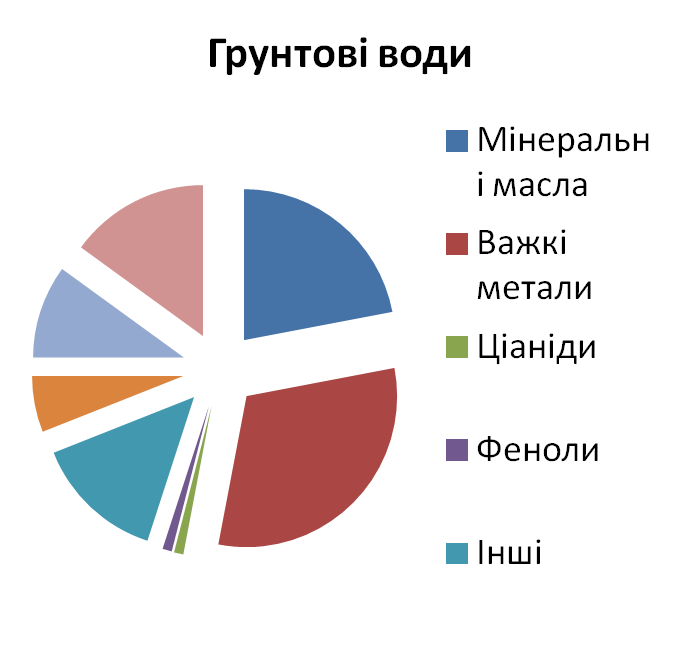 Грунтові води
Мінеральн
і масла
Важкі
метали
Ціаніди
Феноли
Інші